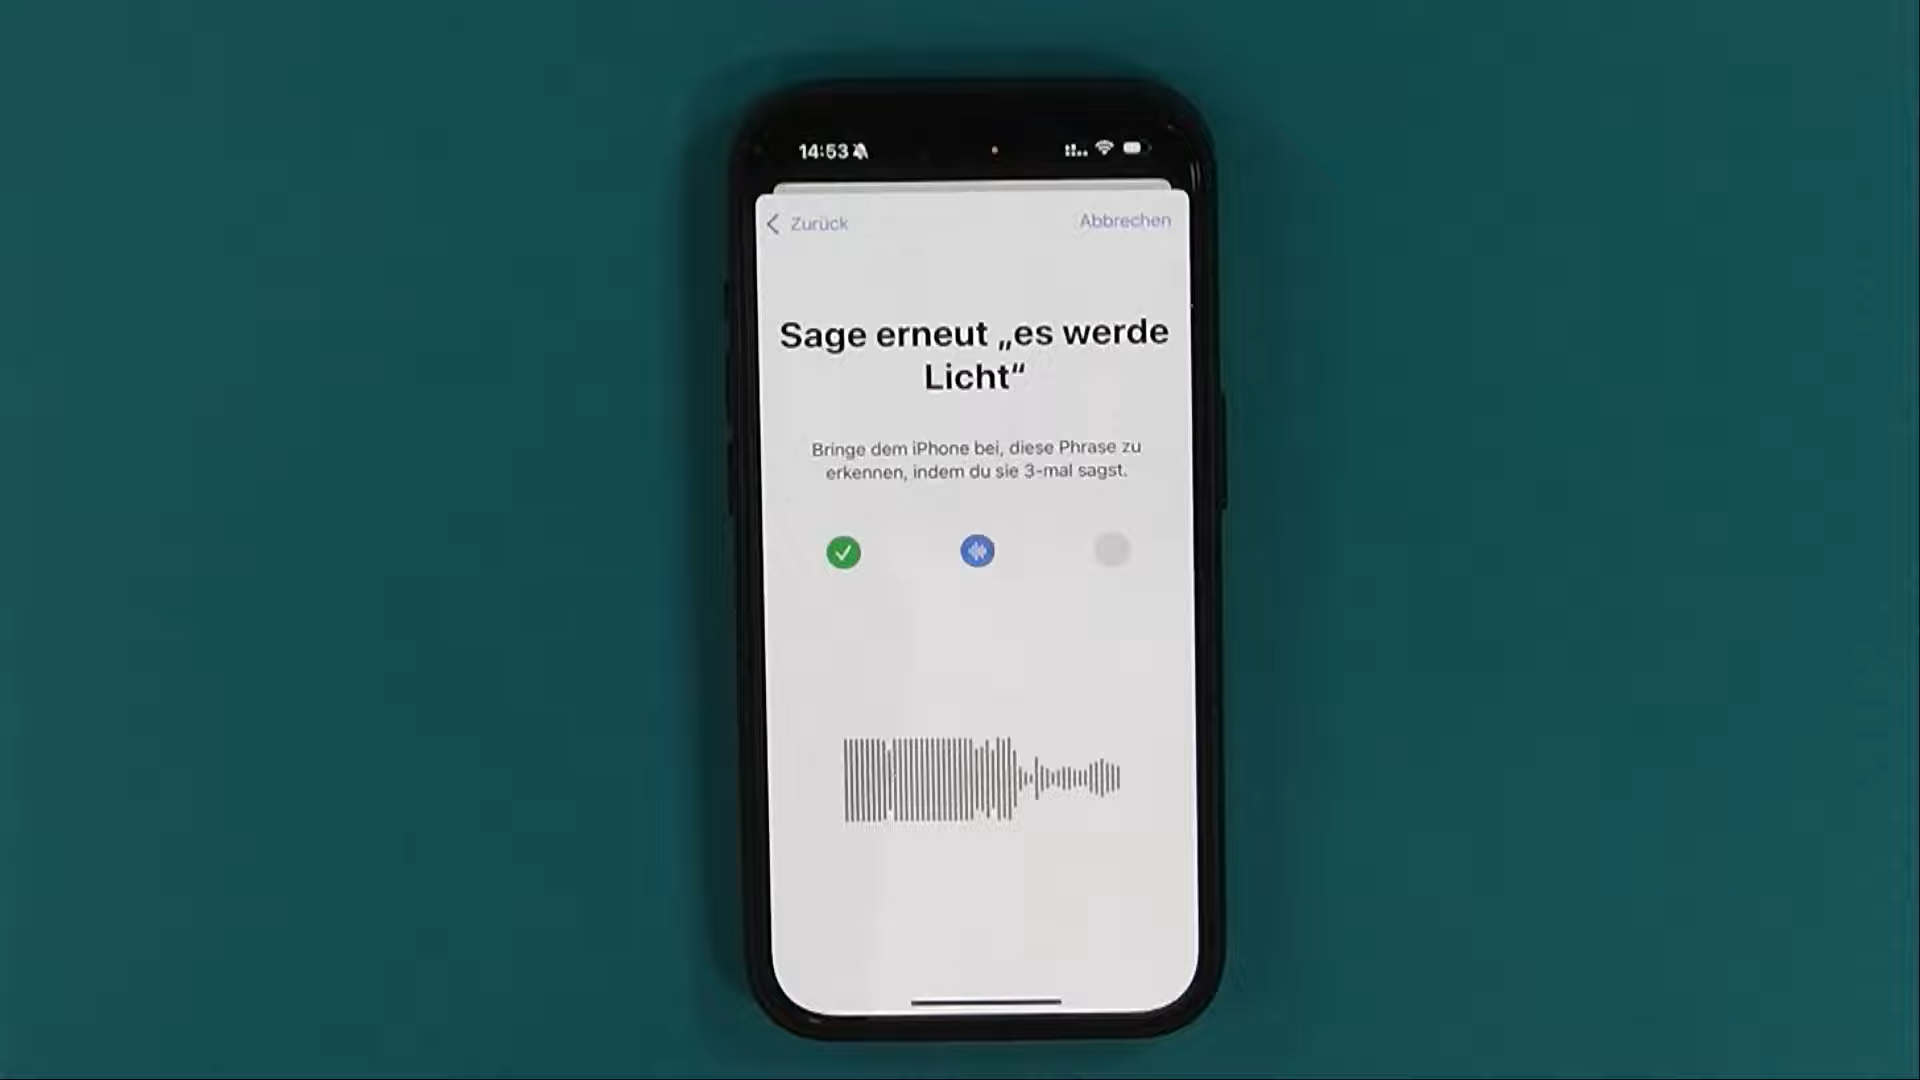 14:53
Zurück
Abbrechen
Sage erneut „es werde
Licht“
Bringe dem iPhone bei, diese Phrase zu
erkennen, indem du sie 3-mal sagst.